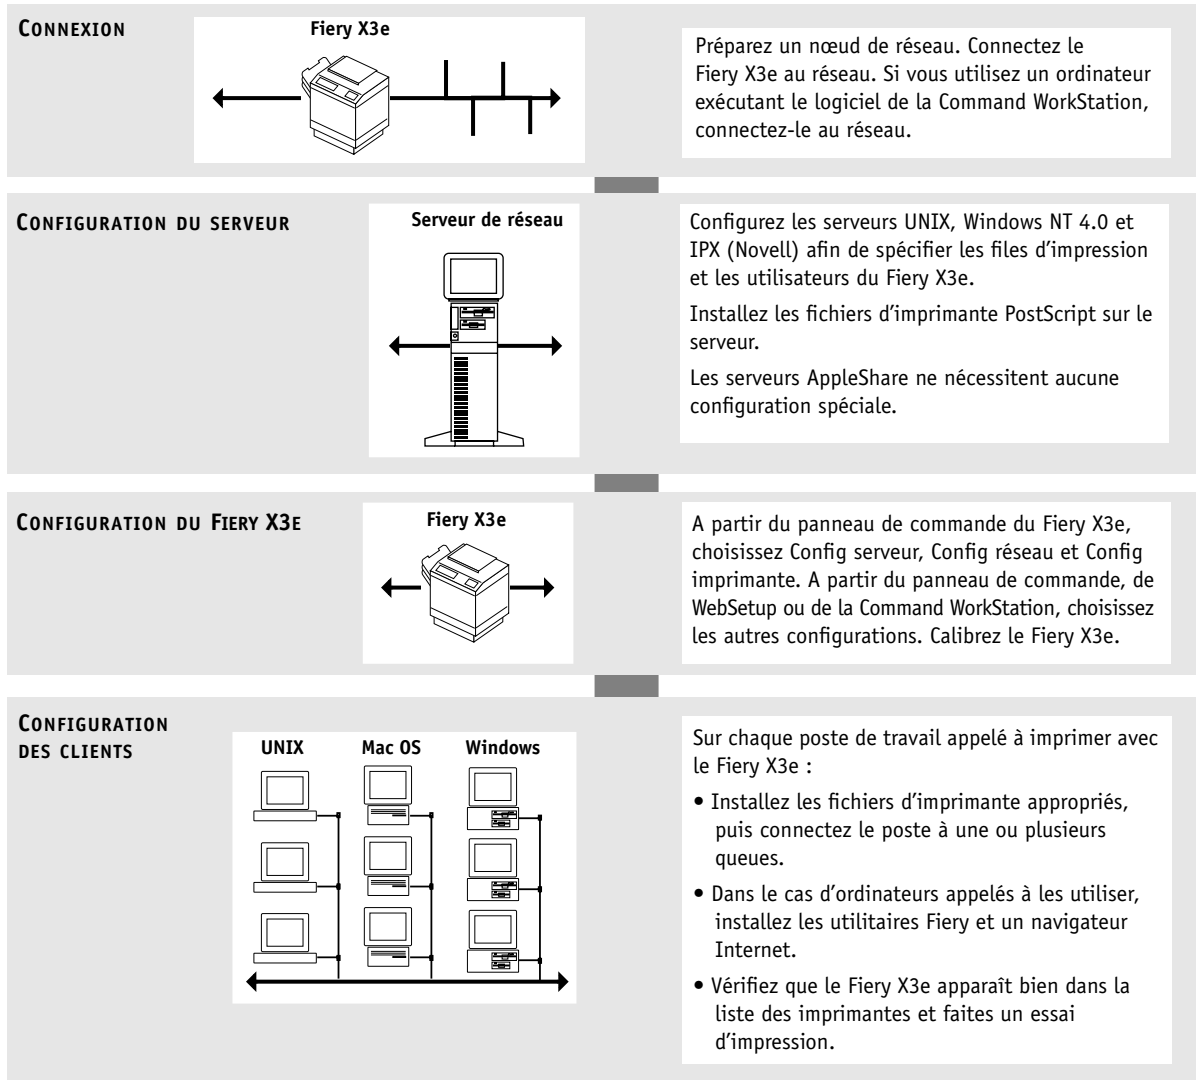 CONNEXION
Fiery X3e
Préparez un nœud de réseau. Connectez le
Fiery X3e au réseau. Si vous utilisez un ordinateur
exécutant le logiciel de la Command WorkStation,
connectez-le au réseau.
CONFIGURATION DU SERVEUR
Serveur de réseau
Configurez les serveurs UNIX, Windows NT 4.0 et
IPX (Novell) afin de spécifier les files d'impression
et les utilisateurs du Fiery X3e.
Installez les fichiers d'imprimante PostScript sur le
serveur.
Les serveurs AppleShare ne nécessitent aucune
configuration spéciale.
CONFIGURATION DU FIERY X3E
Fiery X3e
A partir du panneau de commande du Fiery X3e,
choisissez Config serveur, Config réseau et Config
imprimante. A partir du panneau de commande, de
WebSetup ou de la Command WorkStation, choisissez
les autres configurations. Calibrez le Fiery X3e.
CONFIGURATION
DES CLIENTS
UNIX Mac OS Windows
Sur chaque poste de travail appelé à imprimer avec
le Fiery X3e :
• Installez les fichiers d'imprimante appropriés,
puis connectez le poste à une ou plusieurs
queues.
• Dans le cas d'ordinateurs appelés à les utiliser,
installez les utilitaires Fiery et un navigateur
Internet.
• Vérifiez que le Fiery X3e apparaît bien dans la
liste des imprimantes et faites un essai
d'impression.